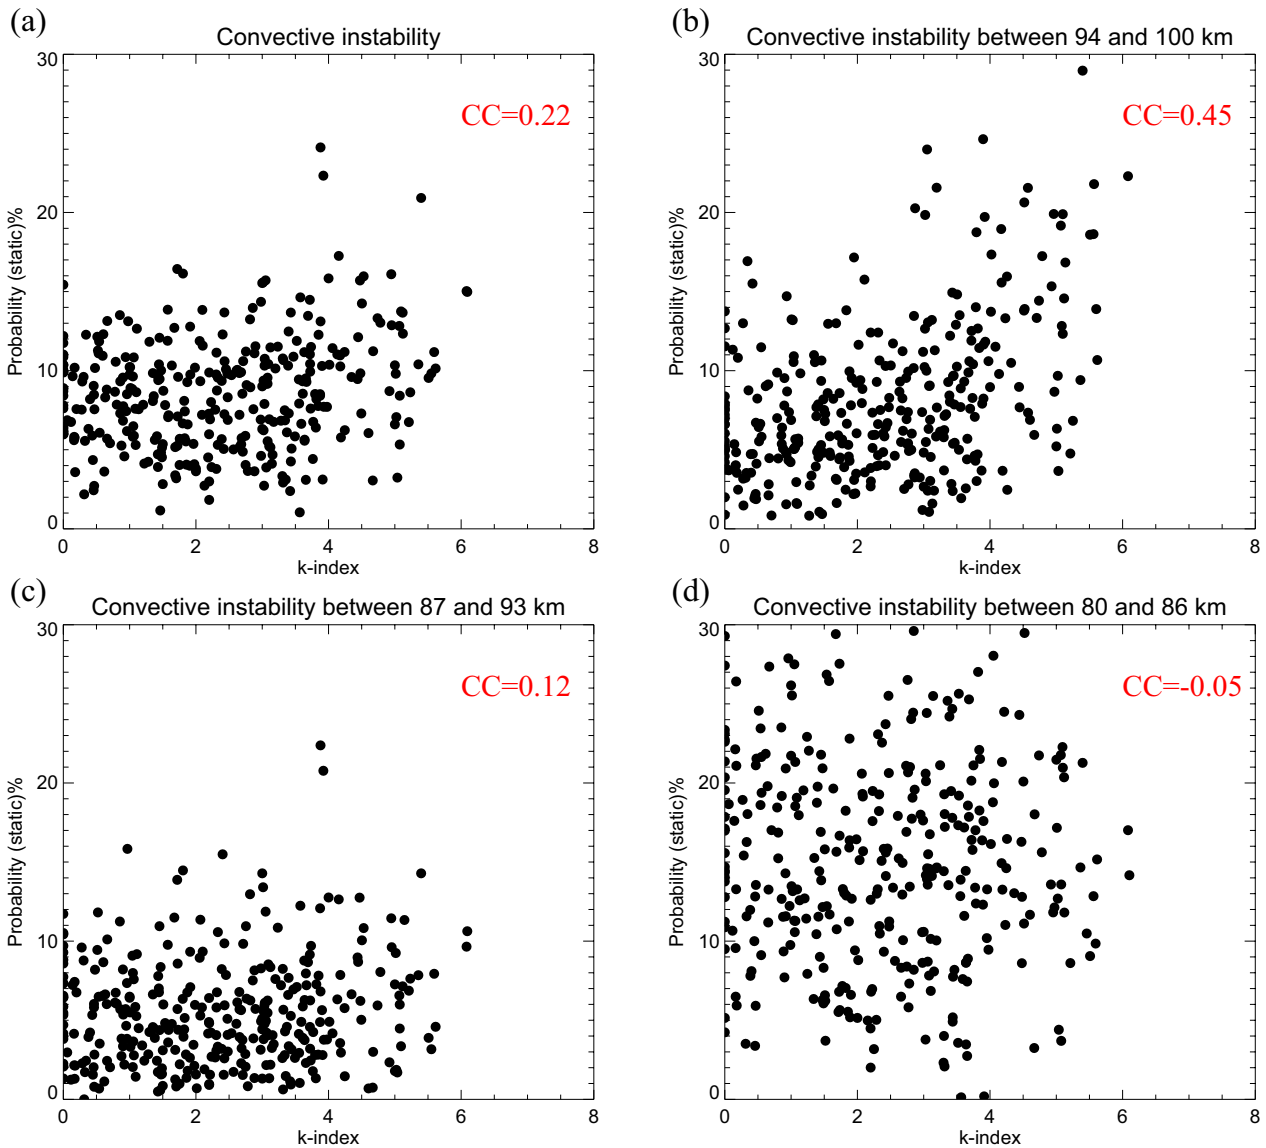 (a)
Convective instability
CC=0.22
30
20
10
0
Probability (static)%
0 2 4 6 8
k-index
(b)
Convective instability between 94 and 100 km
CC=0.45
30
20
10
0
Probability (static)%
0 2 4 6 8
k-index
(c)
Convective instability between 87 and 93 km
CC=0.12
30
20
10
0
Probability (static)%
0 2 4 6 8
k-index
(d)
Convective instability between 80 and 86 km
CC=-0.05
30
20
10
0
Probability (static)%
0 2 4 6 8
k-index